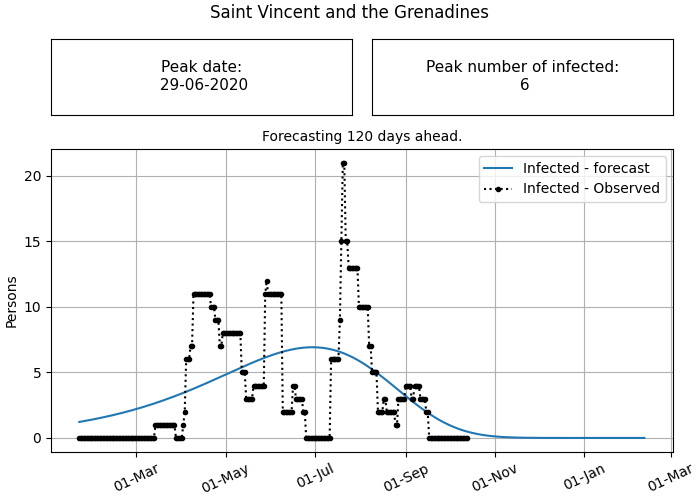 Saint Vincent and the Grenadines
Peak date:
29-06-2020
Peak number of infected:
6
Forecasting 120 days ahead.
Infected - forecast
Infected - Observed
Persons
20
15
10
5
0
01-Mar
01-May
01-Jul
01-Sep
01-Nov
01-Jan
01-Mar